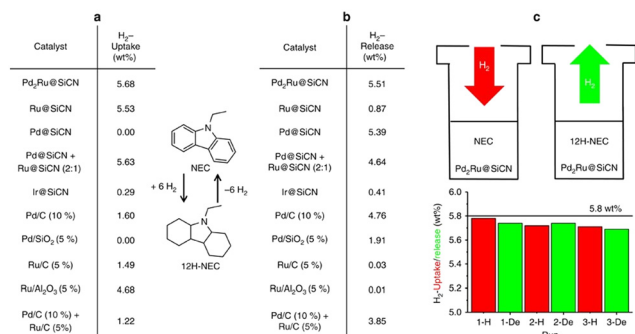 a
Catalyst
H2–
Uptake
(wt%)
Pd2Ru@SiCN 5.68
Ru@SiCN 5.53
Pd@SiCN 0.00
Pd@SiCN +
Ru@SiCN (2:1) 5.63
Ir@SiCN 0.29
Pd/C (10 %) 1.60
Pd/SiO2 (5 %) 0.00
Ru/C (5 %) 1.49
Ru/Al2O3 (5 %) 4.68
Pd/C (10 %) +
Ru/C (5%) 1.22
N
NEC
+ 6 H2
–6 H2
N
12H-NEC
b
Catalyst
H2–
Release
(wt%)
Pd2Ru@SiCN 5.51
Ru@SiCN 0.87
Pd@SiCN 5.39
Pd@SiCN +
Ru@SiCN (2:1) 4.64
Ir@SiCN 0.41
Pd/C (10 %) 4.76
Pd/SiO2 (5 %) 1.91
Ru/C (5 %) 0.03
Ru/Al2O3 (5 %) 0.01
Pd/C (10 %) +
Ru/C (5%) 3.85
c
H2
NEC
Pd2Ru@SiCN
H2
12H-NEC
Pd2Ru@SiCN
H2-Uptake/release (wt%)
6.0
5.8
5.6
5.4
5.2
5.0
5.8 wt%
1-H 1-De 2-H 2-De 3-H 3-De